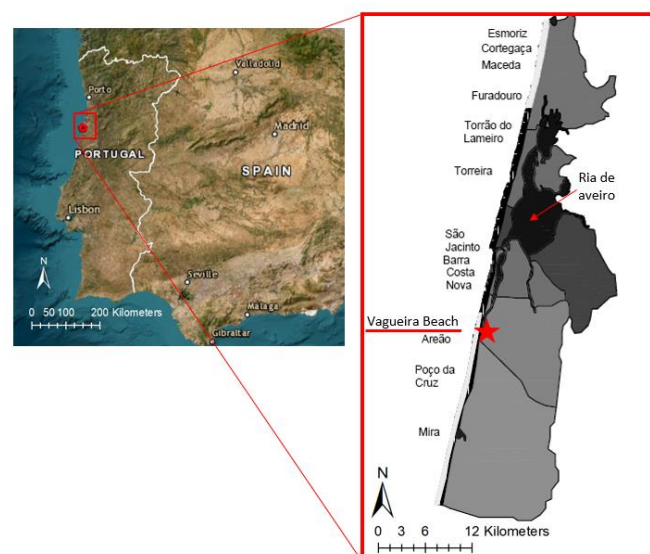 Valladolid
Porto
Madrid
PORTUGAL
SPAIN
Lisbon
Seville
Málaga
Gibraltar
N
0 50 100 200 Kilometers
Esmoriz
Cortegaça
Maceda
Furadouro
Torrão do
Lameiro
Torreira
Ria de
aveiro
São
Jacinto
Barra
Costa
Nova
Vagueira Beach
Areão
Poço da
Cruz
Mira
N
0 3 6 12 Kilometers